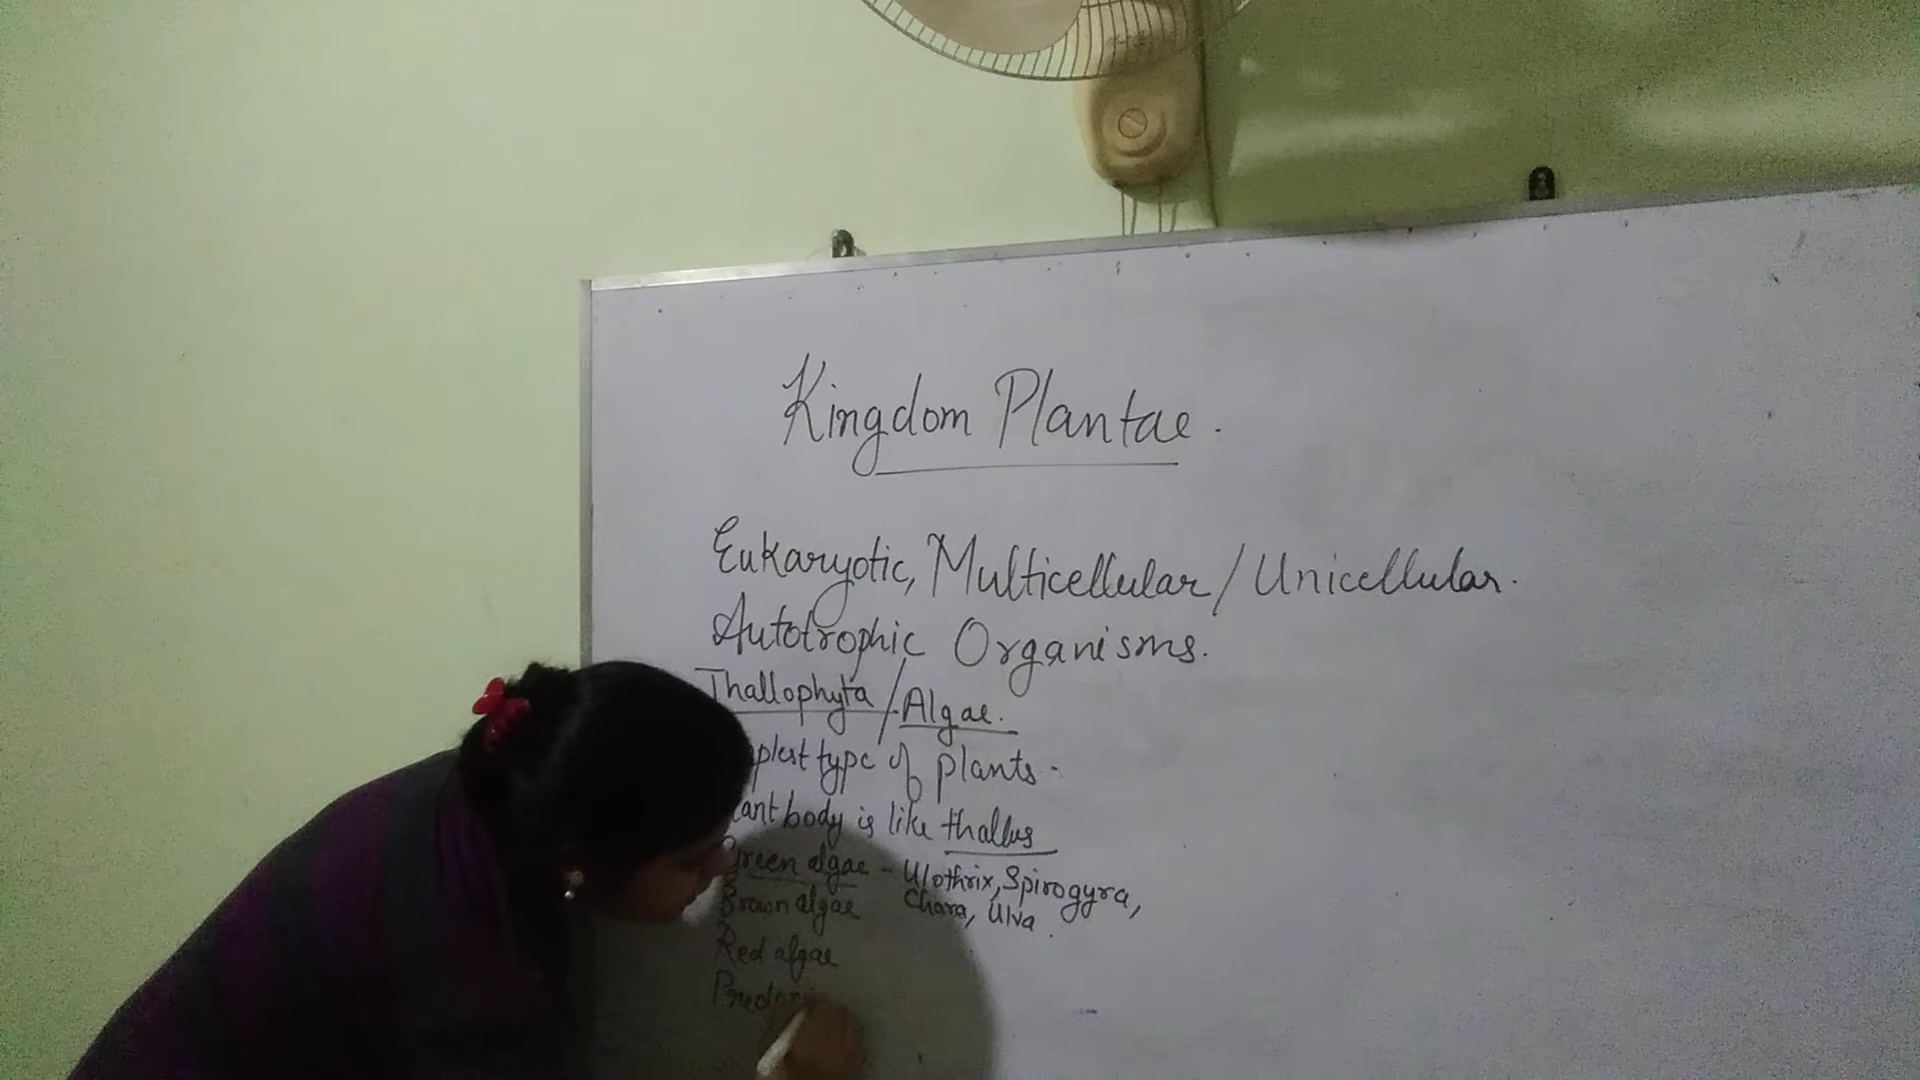 Kingdom Plantae.
Eukaryotic, Multicellular/Unicellular.
Autotrophic Organisms.
Thallophyta/Algae.
type of plants.
body is like thallus
Green algae - Ulothrix, Spirogyra,
Brown algae Chara, Ulva.
Red algae